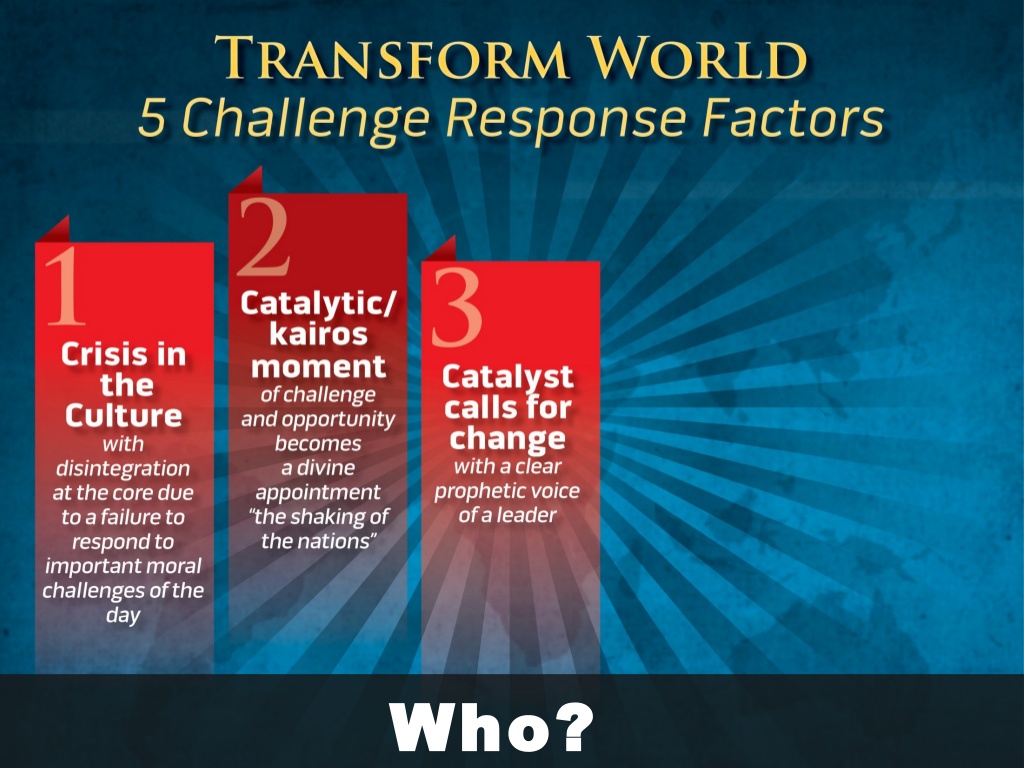 TRANSFORM WORLD
5 Challenge Response Factors
1
Crisis in
the
Culture
with
disintegration
at the core due
to a failure to
respond to
important moral
challenges of the
day
2
Catalytic/
kairos
moment
of challenge
and opportunity
becomes
a divine
appointment
“the shaking of
the nations”
3
Catalyst
calls for
change
with a clear
prophetic voice
of a leader
Who?